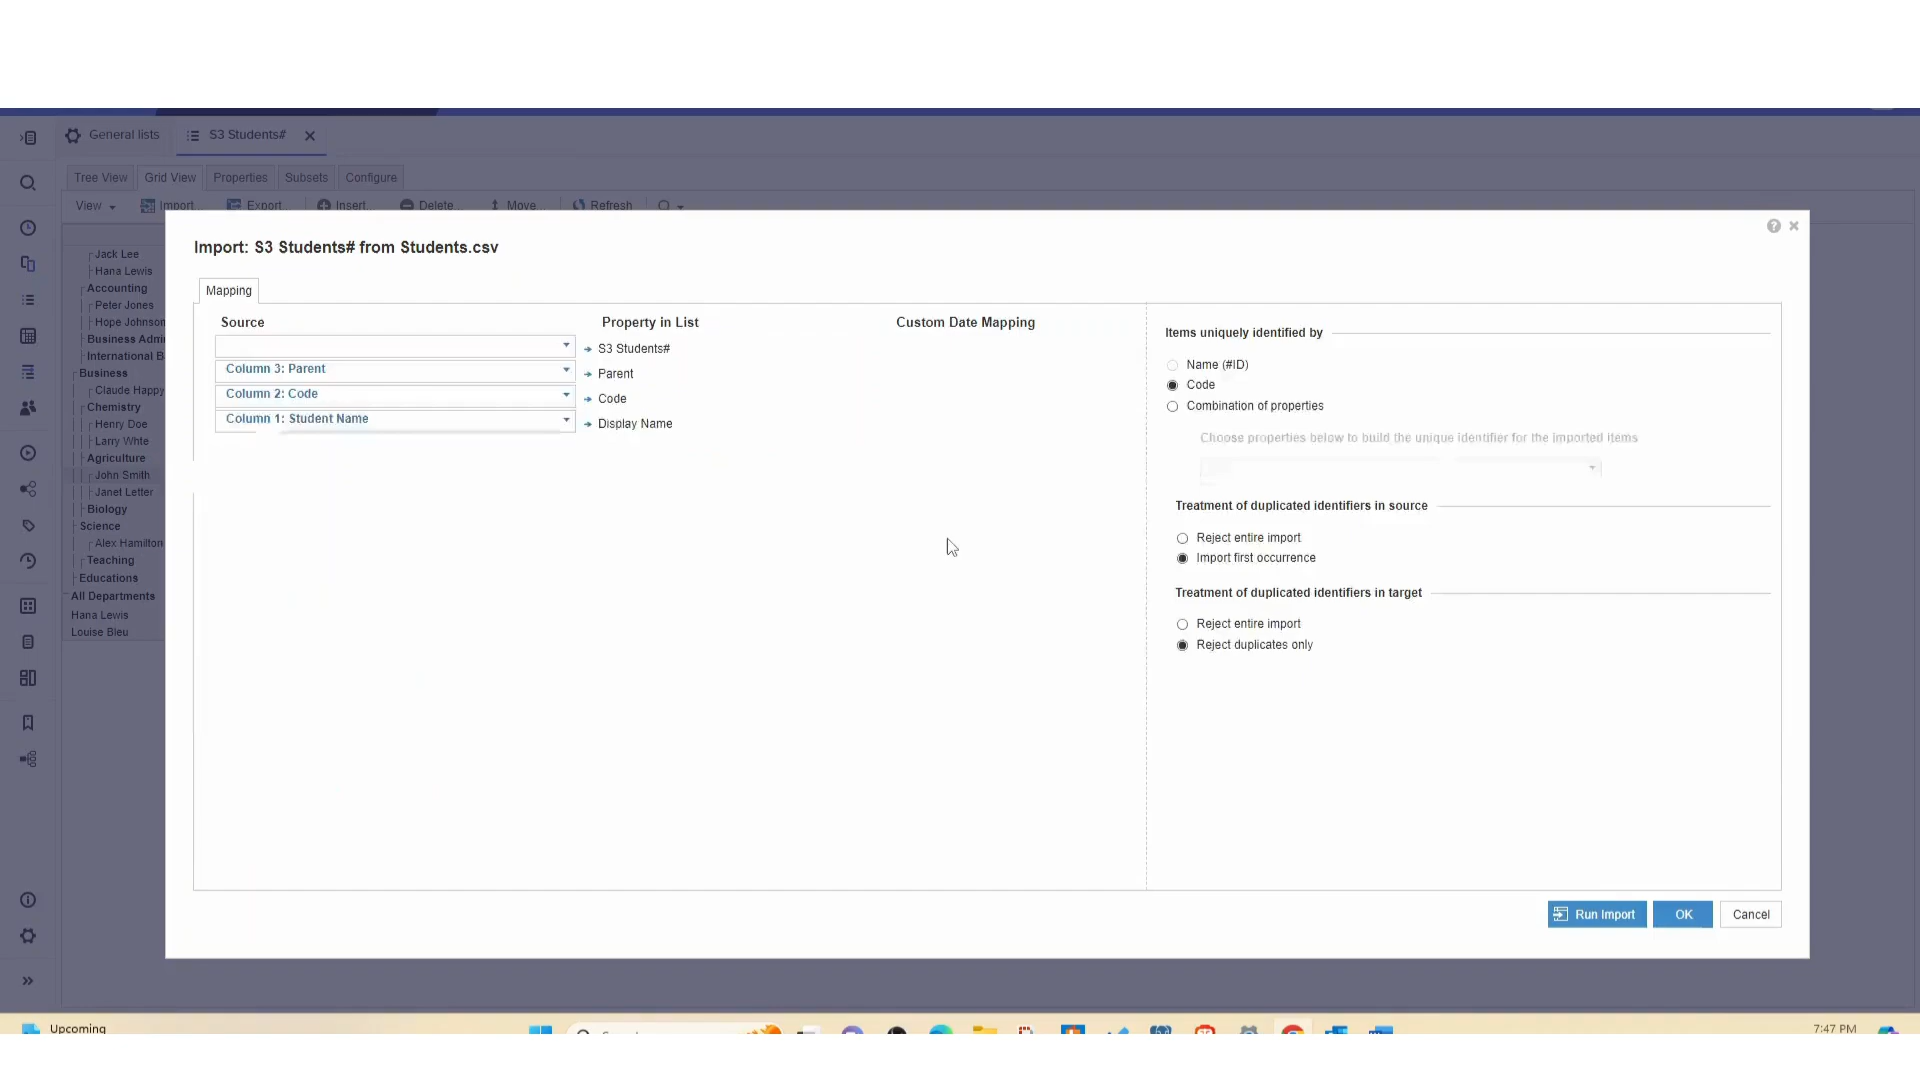 General lists
S3 Students#
Tree View
Grid View
Properties
Subsets
Configure
View
Import...
Export...
Insert...
Delete...
Move...
Refresh
Jack Lee
Hana Lewis
Accounting
Peter Jones
Hope Johnson
Business Admi
International B
Business
Claude Happy
Chemistry
Henry Doe
Larry Whte
Agriculture
John Smith
Janet Letter
Biology
Science
Alex Hamilton
Teaching
Educations
All Departments
Hana Lewis
Louise Bleu
Import: S3 Students# from Students.csv
Mapping
Source
Property in List
Custom Date Mapping
S3 Students#
Column 3: Parent
Parent
Column 2: Code
Code
Column 1: Student Name
Display Name
Items uniquely identified by
Name (#ID)
Code
Combination of properties
Choose properties below to build the unique identifier for the imported items
Treatment of duplicated identifiers in source
Reject entire import
Import first occurrence
Treatment of duplicated identifiers in target
Reject entire import
Reject duplicates only
Run Import
OK
Cancel
Upcoming
7:47 PM